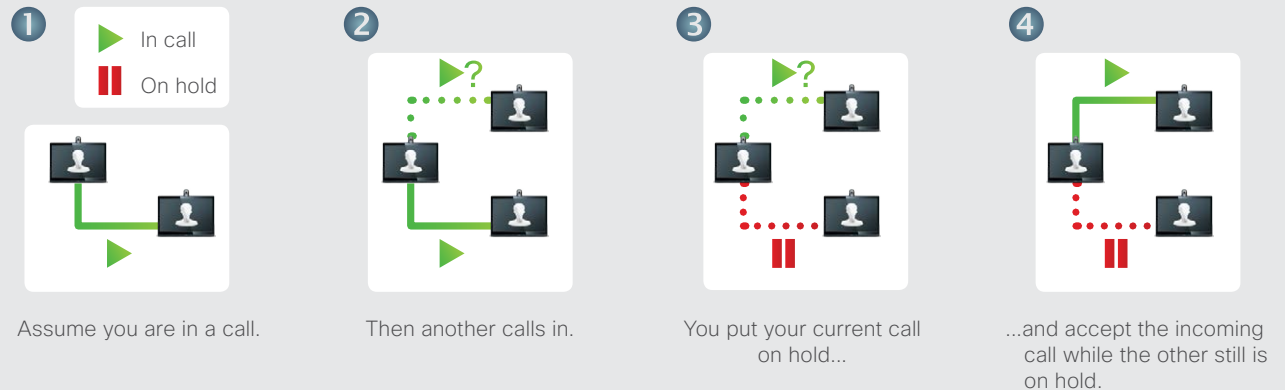 1
In call
On hold
Assume you are in a call.
2
?
Then another calls in.
3
?
You put your current call
on hold...
4
...and accept the incoming
call while the other still is
on hold.